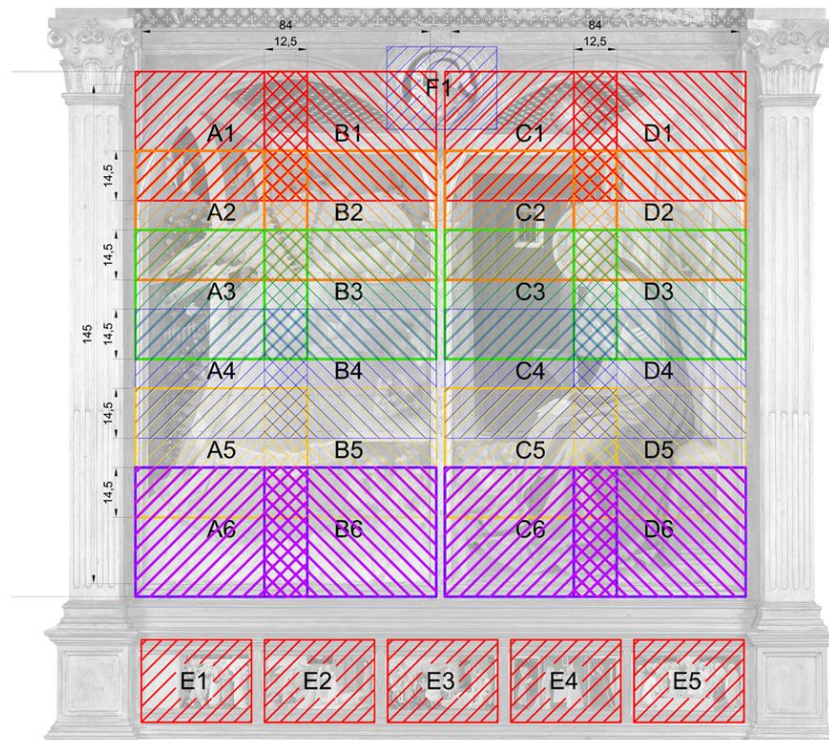 84 84
12,5 12,5
F1
A1 B1 C1 D1
14,5
A2 B2 C2 D2
14,5
A3 B3 C3 D3
145
14,5
A4 B4 C4 D4
14,5
A5 B5 C5 D5
14,5
A6 B6 C6 D6
E1 E2 E3 E4 E5